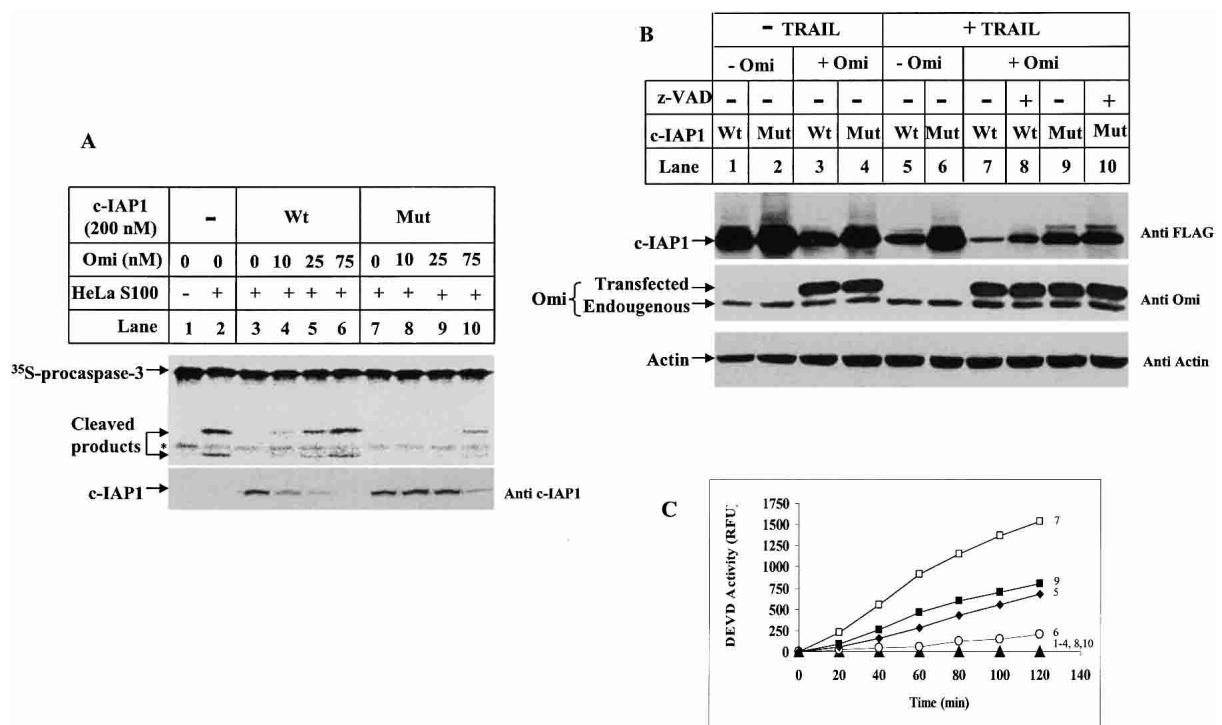 A
c-IAP1 (200 nM) - Wt Mut
Omi (nM) 0 0 0 10 25 75 0 10 25 75
HeLa S100 - + + + + + + + + +
Lane 1 2 3 4 5 6 7 8 9 10
35S-procaspase-3
Cleaved
products
*
c-IAP1
Anti c-IAP1
B
- TRAIL + TRAIL
- Omi + Omi - Omi + Omi
z-VAD - - - - - - - + - +
c-IAP1 Wt Mut Wt Mut Wt Mut Wt Wt Mut Mut
Lane 1 2 3 4 5 6 7 8 9 10
c-IAP1
Anti FLAG
Omi { Transfected
Endougenous
Anti Omi
Actin
Anti Actin
C
DEVD Activity (RFU)
1750
1500
1250
1000
750
500
250
0
7
9
5
6
1-4, 8,10
0 20 40 60 80 100 120 140
Time (min)